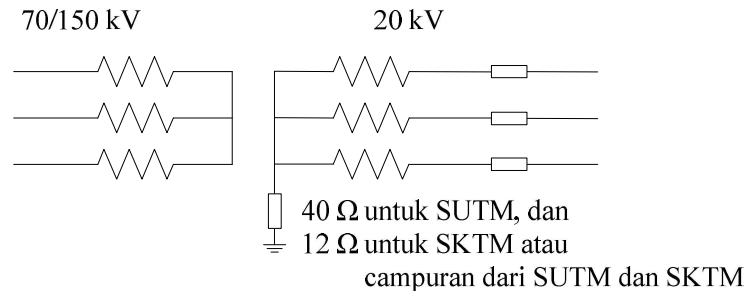 70/150 kV
20 kV
40 Ω untuk SUTM, dan
12 Ω untuk SKTM atau
campuran dari SUTM dan SKTM